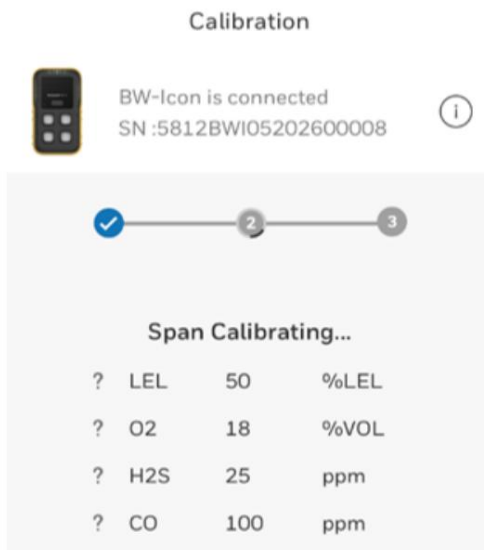 Calibration
BW-Icon is connected
SN :5812BWI05202600008
i
2 3
Span Calibrating...
? LEL 50 %LEL
? O2 18 %VOL
? H2S 25 ppm
? CO 100 ppm